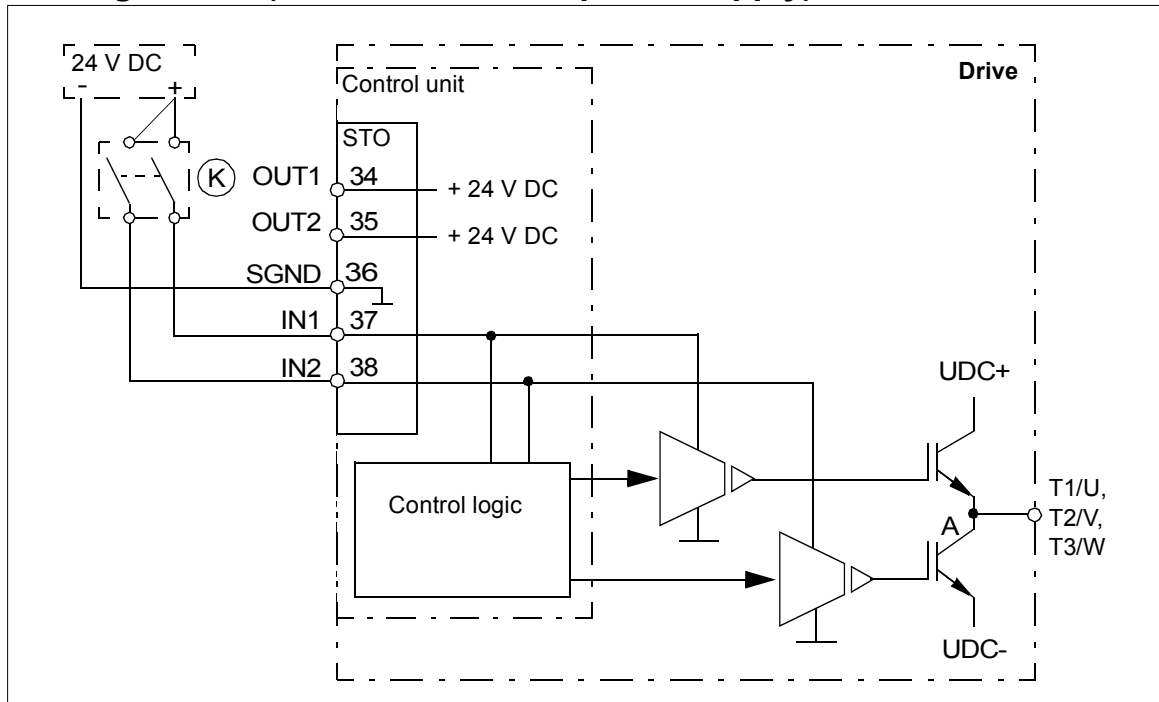 24 V DC
- +
Drive
Control unit
STO
K
OUT1 34 + 24 V DC
OUT2 35 + 24 V DC
SGND 36
IN1 37
IN2 38
UDC+
Control logic
A
T1/U,
T2/V,
T3/W
UDC-